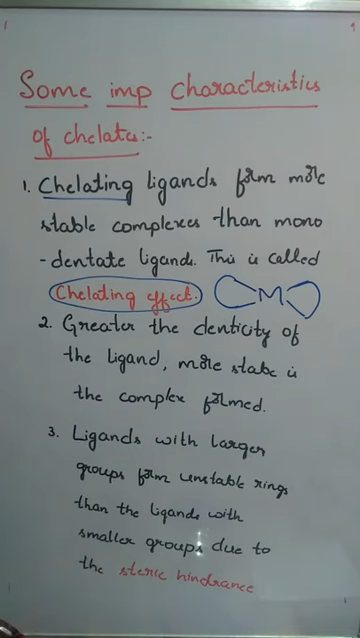 Some imp characteristics
of chelates:-
1. Chelating ligands form more
stable complexes than mono
-dentate ligands. This is called
Chelating effect. M
2. Greater the denticity of
the ligand, more stabe is
the complex formed.
3. Ligands with larger
groups form unstable rings
than the ligands with
smaller groups due to
the steric hindrance